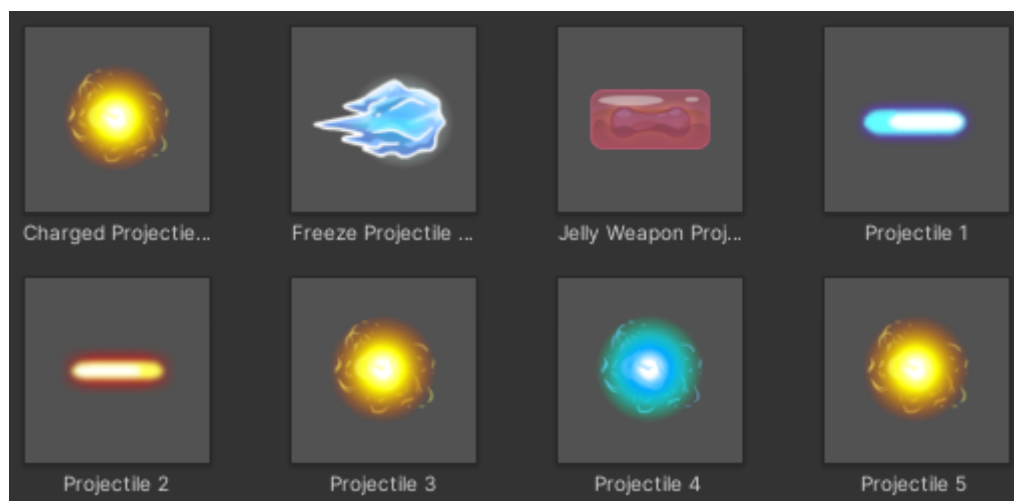 Charged Projectie...
Freeze Projectile ...
Jelly Weapon Proj...
Projectile 1
Projectile 2
Projectile 3
Projectile 4
Projectile 5